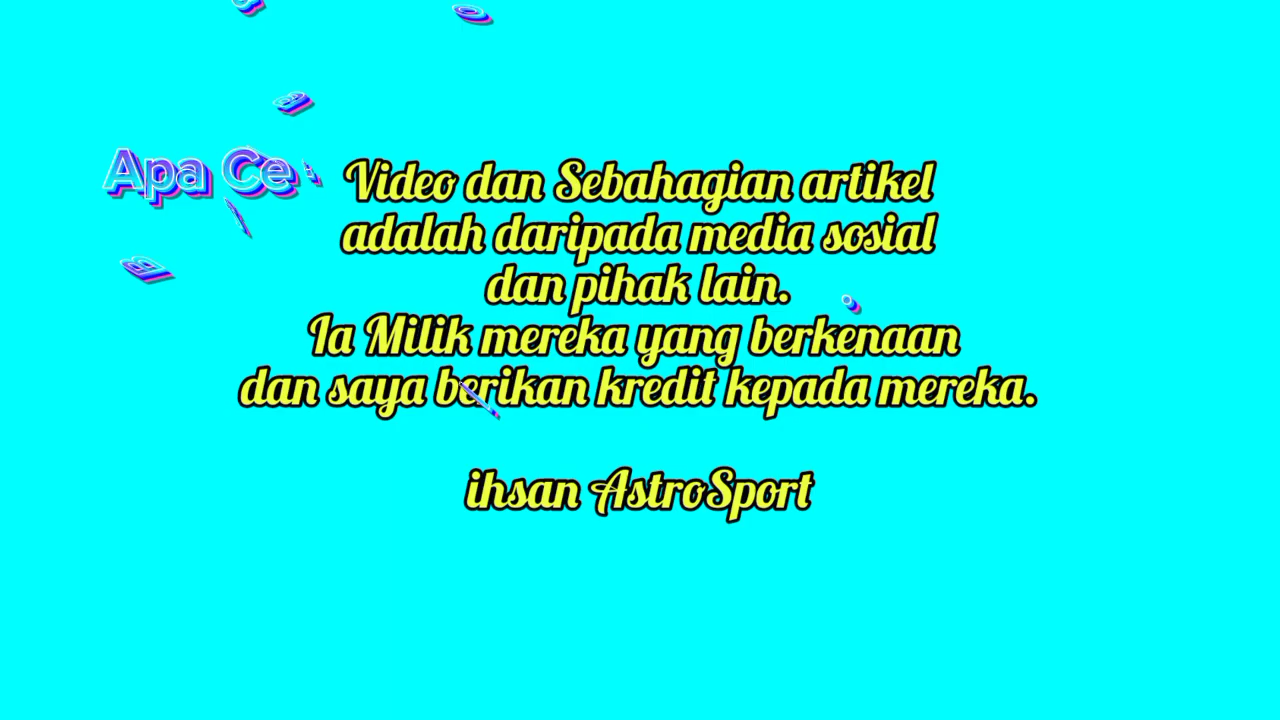 Apa Ce
Video dan Sebahagian artikel
adalah daripada media sosial
dan pihak lain.
Ia Milik mereka yang berkenaan
dan saya berikan kredit kepada mereka.
ihsan AstroSport